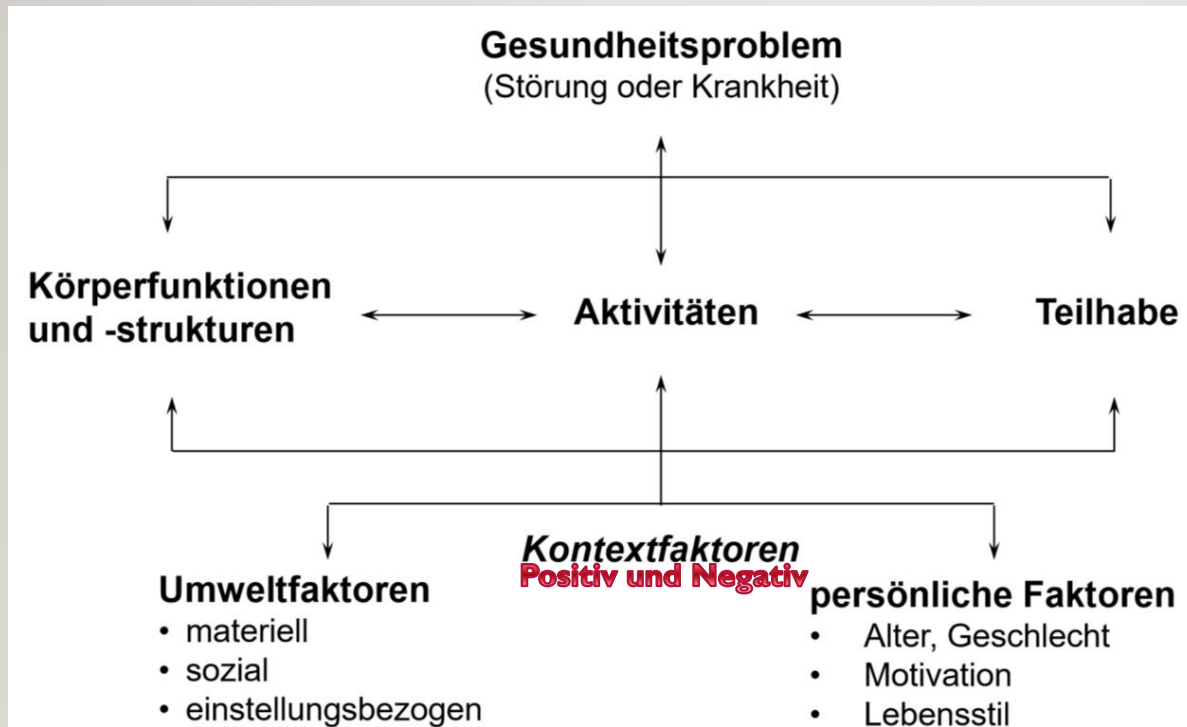 Gesundheitsproblem
(Störung oder Krankheit)
Körperfunktionen
und -strukturen
Aktivitäten
Teilhabe
Kontextfaktoren
Positiv und Negativ
Umweltfaktoren
• materiell
• sozial
• einstellungsbezogen
persönliche Faktoren
• Alter, Geschlecht
• Motivation
• Lebensstil